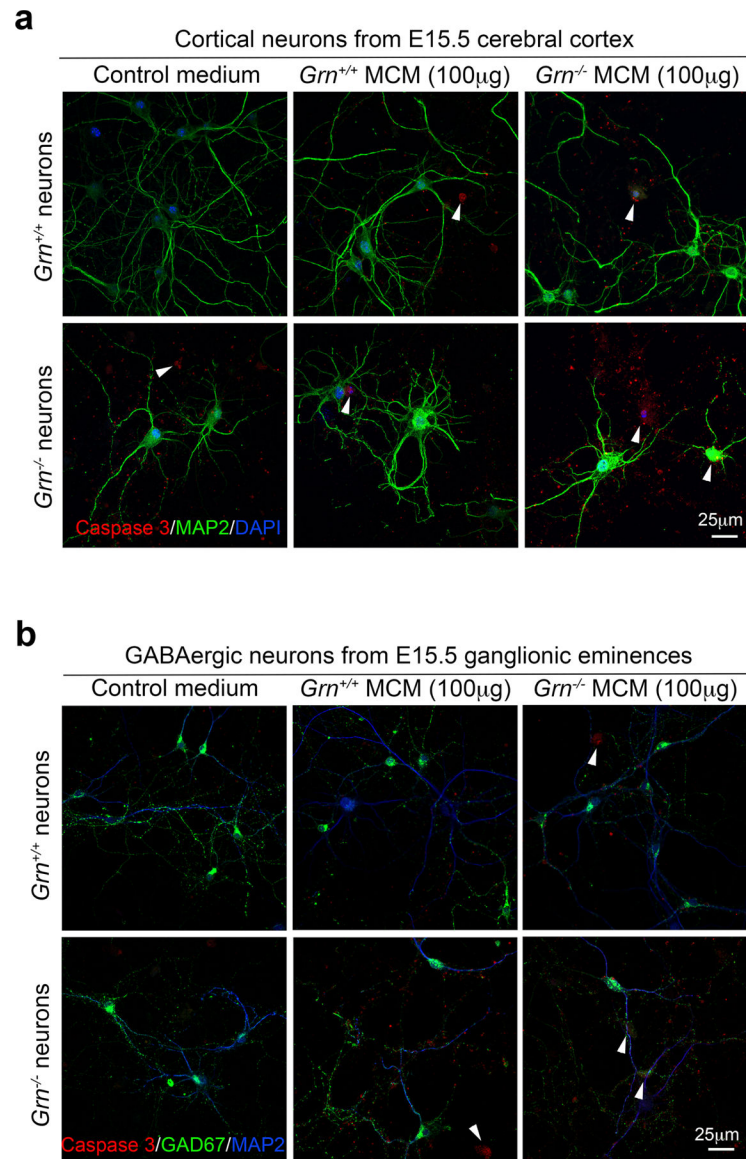 a
Cortical neurons from E15.5 cerebral cortex
Control medium
Grn+/+ MCM (100μg)
Grn-/- MCM (100μg)
Grn+/+ neurons
Grn-/- neurons
Caspase 3/MAP2/DAPI
25μm
b
GABAergic neurons from E15.5 ganglionic eminences
Control medium
Grn+/+ MCM (100μg)
Grn-/- MCM (100μg)
Grn+/+ neurons
Grn-/- neurons
Caspase 3/GAD67/MAP2
25μm